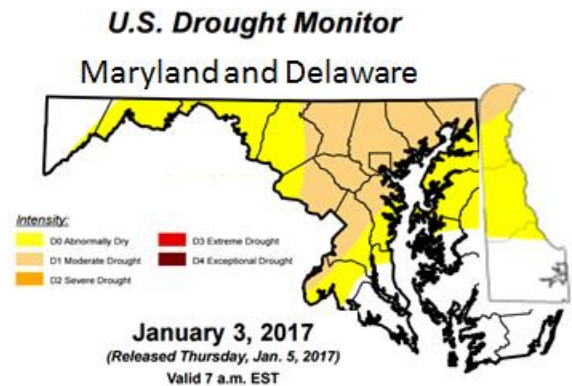 U.S. Drought Monitor
Maryland and Delaware
Intensity:
D0 Abnormally Dry
D1 Moderate Drought
D2 Severe Drought
D3 Extreme Drought
D4 Exceptional Drought
January 3, 2017
(Released Thursday, Jan. 5, 2017)
Valid 7 a.m. EST